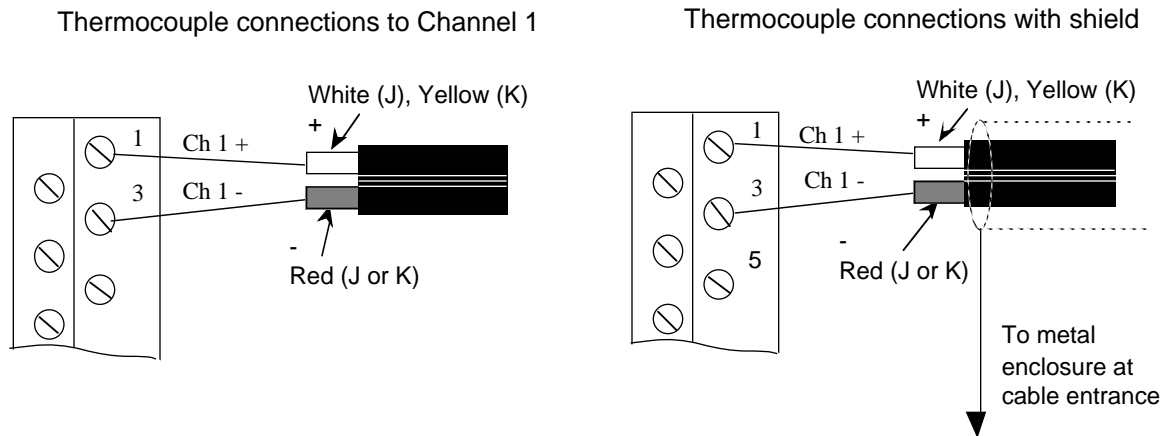 Thermocouple connections to Channel 1
White (J), Yellow (K)
+
1
Ch 1 +
3
Ch 1 -
-
Red (J or K)
Thermocouple connections with shield
White (J), Yellow (K)
+
1
Ch 1 +
3
Ch 1 -
-
5
Red (J or K)
To metal
enclosure at
cable entrance